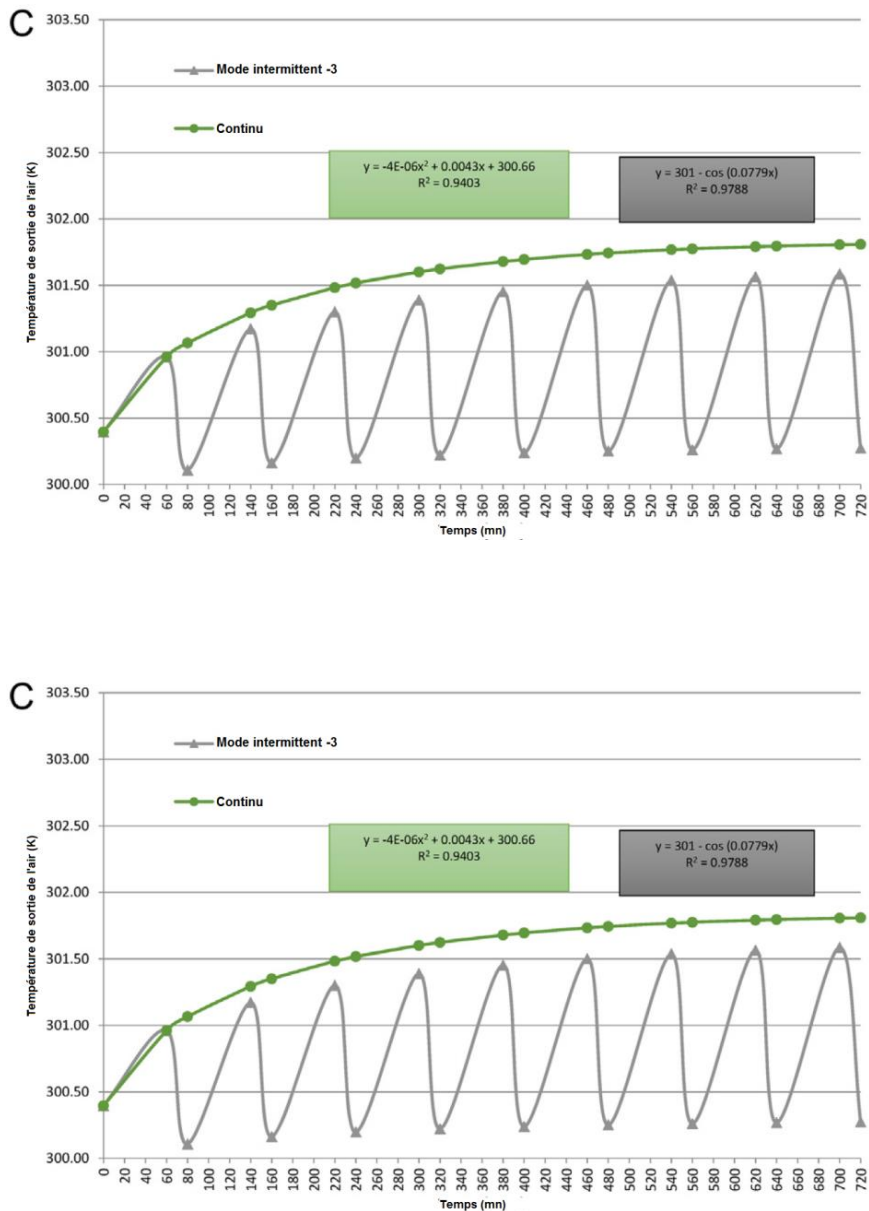 C
303.50
303.00
302.50
302.00
301.50
301.00
300.50
300.00
Température de sortie de l'air (K)
Mode intermittent -3
Continu
y = -4E-06x² + 0.0043x + 300.66
R² = 0.9403
y = 301 - cos (0.0779x)
R² = 0.9788
0 20 40 60 80 100 120 140 160 180 200 220 240 260 280 300 320 340 360 380 400 420 440 460 480 500 520 540 560 580 600 620 640 660 680 700 720
Temps (mn)
C
303.50
303.00
302.50
302.00
301.50
301.00
300.50
300.00
Température de sortie de l'air (K)
Mode intermittent -3
Continu
y = -4E-06x² + 0.0043x + 300.66
R² = 0.9403
y = 301 - cos (0.0779x)
R² = 0.9788
0 20 40 60 80 100 120 140 160 180 200 220 240 260 280 300 320 340 360 380 400 420 440 460 480 500 520 540 560 580 600 620 640 660 680 700 720
Temps (mn)